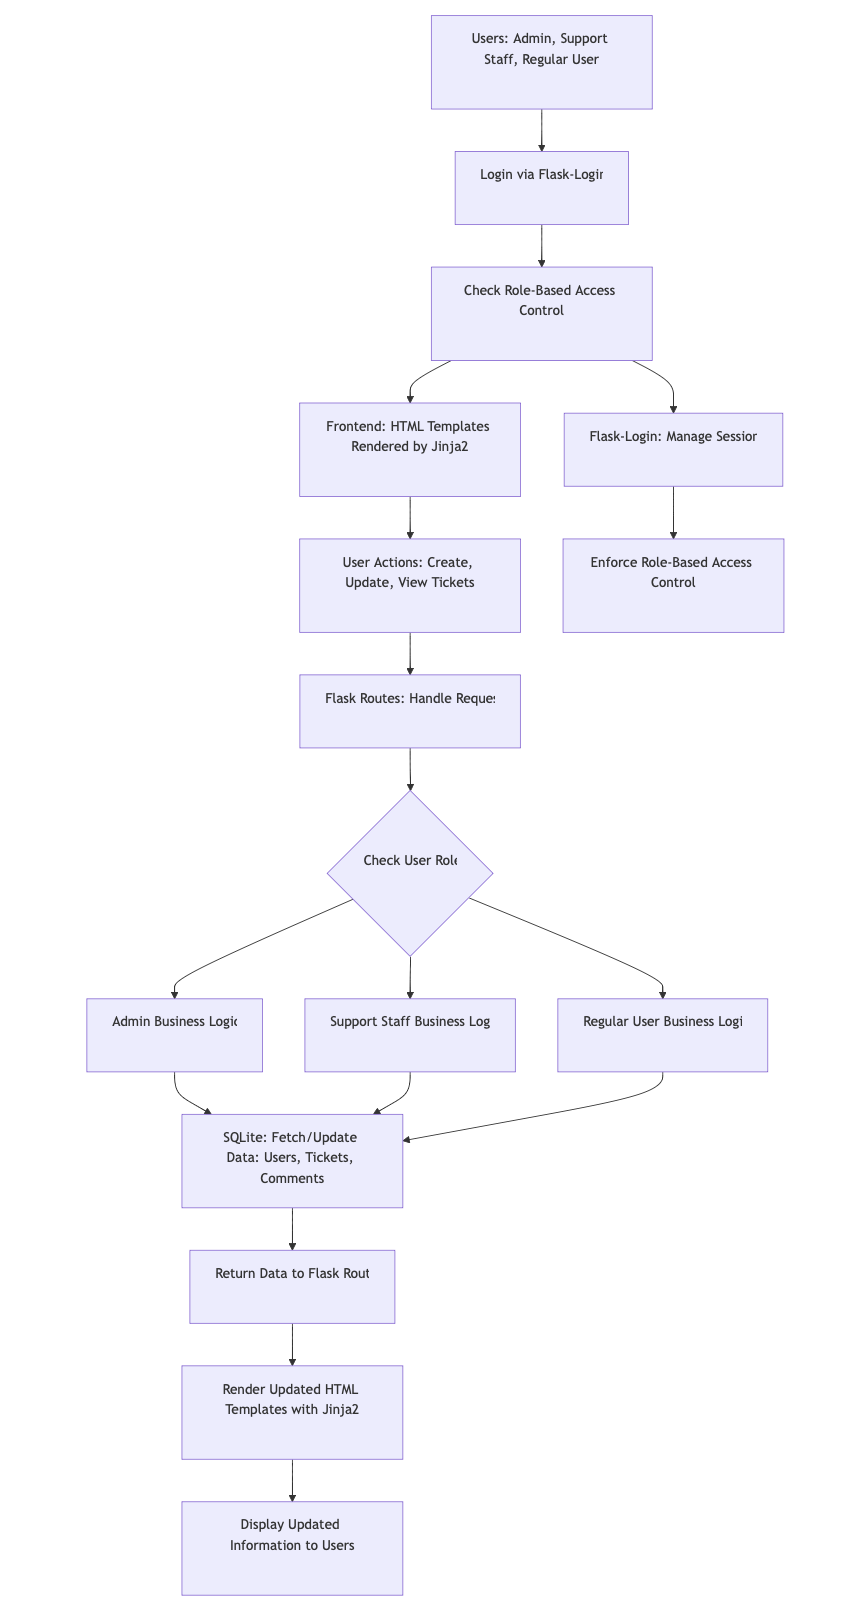 Users: Admin, Support
Staff, Regular User
Login via Flask-Login
Check Role-Based Access
Control
Frontend: HTML Templates
Rendered by Jinja2
Flask-Login: Manage Session
User Actions: Create,
Update, View Tickets
Enforce Role-Based Access
Control
Flask Routes: Handle Reques
Check User Role
Admin Business Logic
Support Staff Business Log
Regular User Business Logi
SQLite: Fetch/Update
Data: Users, Tickets,
Comments
Return Data to Flask Rout
Render Updated HTML
Templates with Jinja2
Display Updated
Information to Users